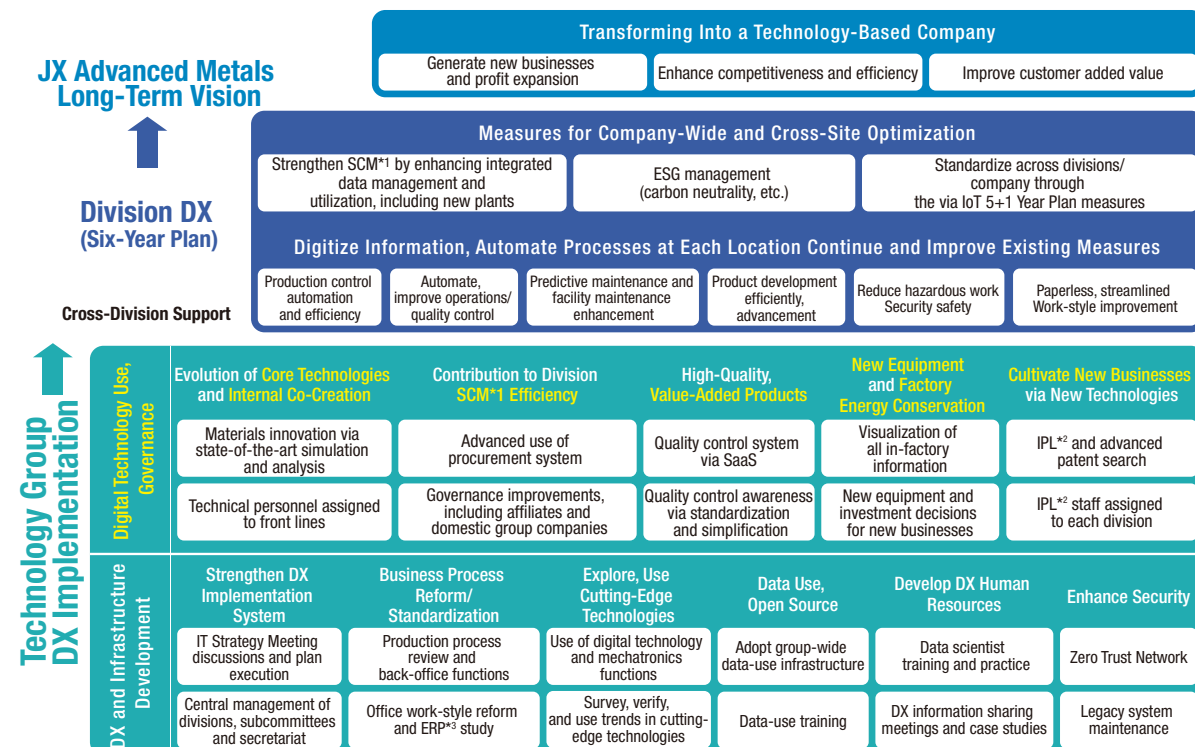 Transforming Into a Technology-Based Company
Generate new businesses
and profit expansion
Enhance competitiveness and efficiency
Improve customer added value
JX Advanced Metals
Long-Term Vision
Measures for Company-Wide and Cross-Site Optimization
Strengthen SCM*1 by enhancing integrated
data management and
utilization, including new plants
ESG management
(carbon neutrality, etc.)
Standardize across divisions/
company through
the via IoT 5+1 Year Plan measures
Division DX
(Six-Year Plan)
Digitize Information, Automate Processes at Each Location Continue and Improve Existing Measures
Production control
automation
and efficiency
Automate,
improve operations/
quality control
Predictive maintenance and
facility maintenance
enhancement
Product development
efficiently,
advancement
Reduce hazardous work
Security safety
Paperless, streamlined
Work-style improvement
Cross-Division Support
Technology Group
DX Implementation
Digital Technology Use,
Governance
Evolution of Core Technologies
and Internal Co-Creation
Contribution to Division
SCM*1 Efficiency
High-Quality,
Value-Added Products
New Equipment
and Factory
Energy Conservation
Cultivate New Businesses
via New Technologies
Materials innovation via
state-of-the-art simulation
and analysis
Advanced use of
procurement system
Quality control system
via SaaS
Visualization of
all in-factory
information
IPL*2 and advanced
patent search
Technical personnel assigned
to front lines
Governance improvements,
including affiliates and
domestic group companies
Quality control awareness
via standardization
and simplification
New equipment and
investment decisions
for new businesses
IPL*2 staff assigned
to each division
DX and Infrastructure
Development
Strengthen DX
Implementation
System
Business Process
Reform/
Standardization
Explore, Use
Cutting-Edge
Technologies
Data Use,
Open Source
Develop DX Human
Resources
Enhance Security
IT Strategy Meeting
discussions and plan
execution
Production process
review and
back-office functions
Use of digital technology
and mechatronics
functions
Adopt group-wide
data-use infrastructure
Data scientist
training and practice
Zero Trust Network
Central management of
divisions, subcommittees
and secretariat
Office work-style reform
and ERP*3 study
Survey, verify,
and use trends in cutting-
edge technologies
Data-use training
DX information sharing
meetings and case studies
Legacy system
maintenance